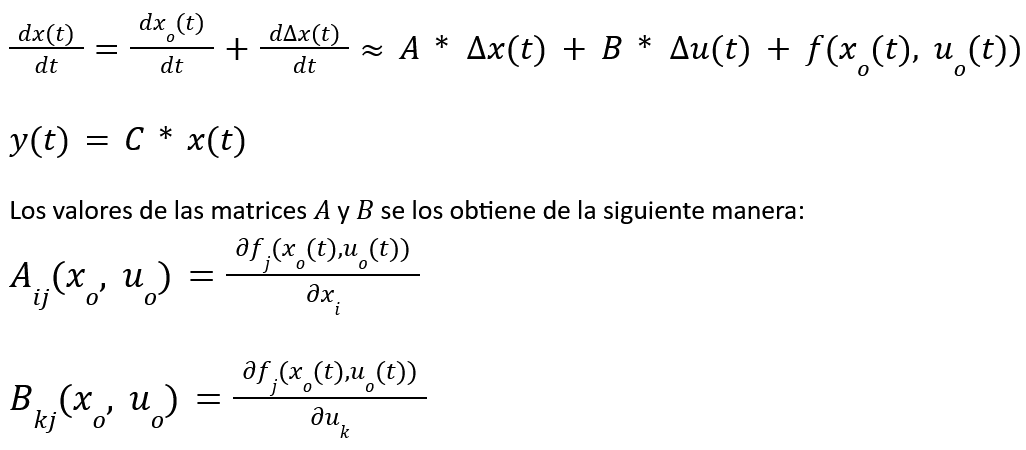 dx(t)/dt = dx_o(t)/dt + dΔx(t)/dt ≈ A * Δx(t) + B * Δu(t) + f(x_o(t), u_o(t))
y(t) = C * x(t)
Los valores de las matrices A y B se los obtiene de la siguiente manera:
A_ij(x_o, u_o) = ∂f_j(x_o(t),u_o(t))/∂x_i
B_kj(x_o, u_o) = ∂f_j(x_o(t),u_o(t))/∂u_k